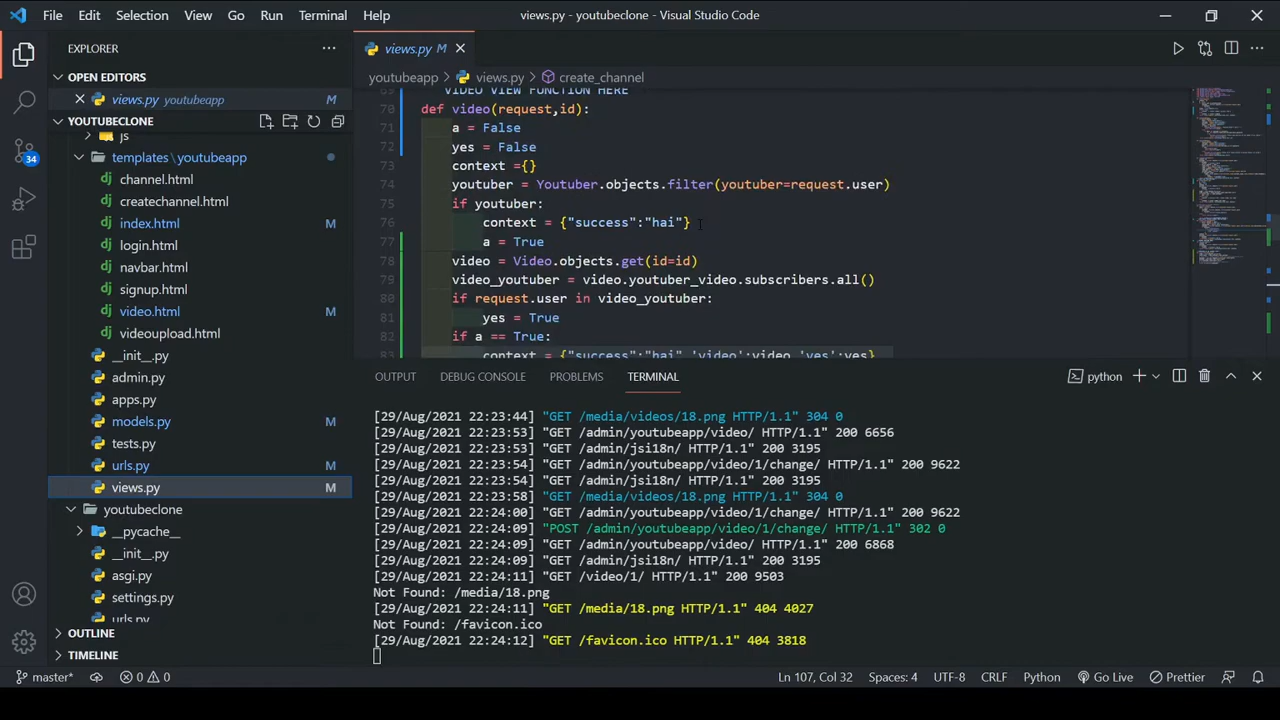 File Edit Selection View Go Run Terminal Help views.py - youtubeclone - Visual Studio Code
EXPLORER
OPEN EDITORS
views.py youtubeapp M
YOUTUBECLONE
js
templates \ youtubeapp
channel.html
createchannel.html
index.html M
login.html
navbar.html
signup.html
video.html M
videoupload.html
__init__.py
admin.py
apps.py
models.py M
tests.py
urls.py M
views.py M
youtubeclone
__pycache__
__init__.py
asgi.py
settings.py
urls.py
OUTLINE
TIMELINE
34
views.py M
youtubeapp > views.py > create_channel
69 VIDEO VIEW FUNCTION HERE
70 def video(request,id):
71 a = False
72 yes = False
73 context ={}
74 youtuber = Youtuber.objects.filter(youtuber=request.user)
75 if youtuber:
76 context = {"success":"hai"}
77 a = True
78 video = Video.objects.get(id=id)
79 video_youtuber = video.youtuber_video.subscribers.all()
80 if request.user in video_youtuber:
81 yes = True
82 if a == True:
83 context = {"success":"hai",'video':video,'yes':yes}
OUTPUT DEBUG CONSOLE PROBLEMS TERMINAL python
[29/Aug/2021 22:23:44] "GET /media/videos/18.png HTTP/1.1" 304 0
[29/Aug/2021 22:23:53] "GET /admin/youtubeapp/video/ HTTP/1.1" 200 6656
[29/Aug/2021 22:23:53] "GET /admin/jsi18n/ HTTP/1.1" 200 3195
[29/Aug/2021 22:23:54] "GET /admin/youtubeapp/video/1/change/ HTTP/1.1" 200 9622
[29/Aug/2021 22:23:54] "GET /admin/jsi18n/ HTTP/1.1" 200 3195
[29/Aug/2021 22:23:58] "GET /media/videos/18.png HTTP/1.1" 304 0
[29/Aug/2021 22:24:00] "GET /admin/youtubeapp/video/1/change/ HTTP/1.1" 200 9622
[29/Aug/2021 22:24:09] "POST /admin/youtubeapp/video/1/change/ HTTP/1.1" 302 0
[29/Aug/2021 22:24:09] "GET /admin/youtubeapp/video/ HTTP/1.1" 200 6868
[29/Aug/2021 22:24:09] "GET /admin/jsi18n/ HTTP/1.1" 200 3195
[29/Aug/2021 22:24:11] "GET /video/1/ HTTP/1.1" 200 9503
Not Found: /media/18.png
[29/Aug/2021 22:24:11] "GET /media/18.png HTTP/1.1" 404 4027
Not Found: /favicon.ico
[29/Aug/2021 22:24:12] "GET /favicon.ico HTTP/1.1" 404 3818
master* 0 0 Ln 107, Col 32 Spaces: 4 UTF-8 CRLF Python Go Live Prettier